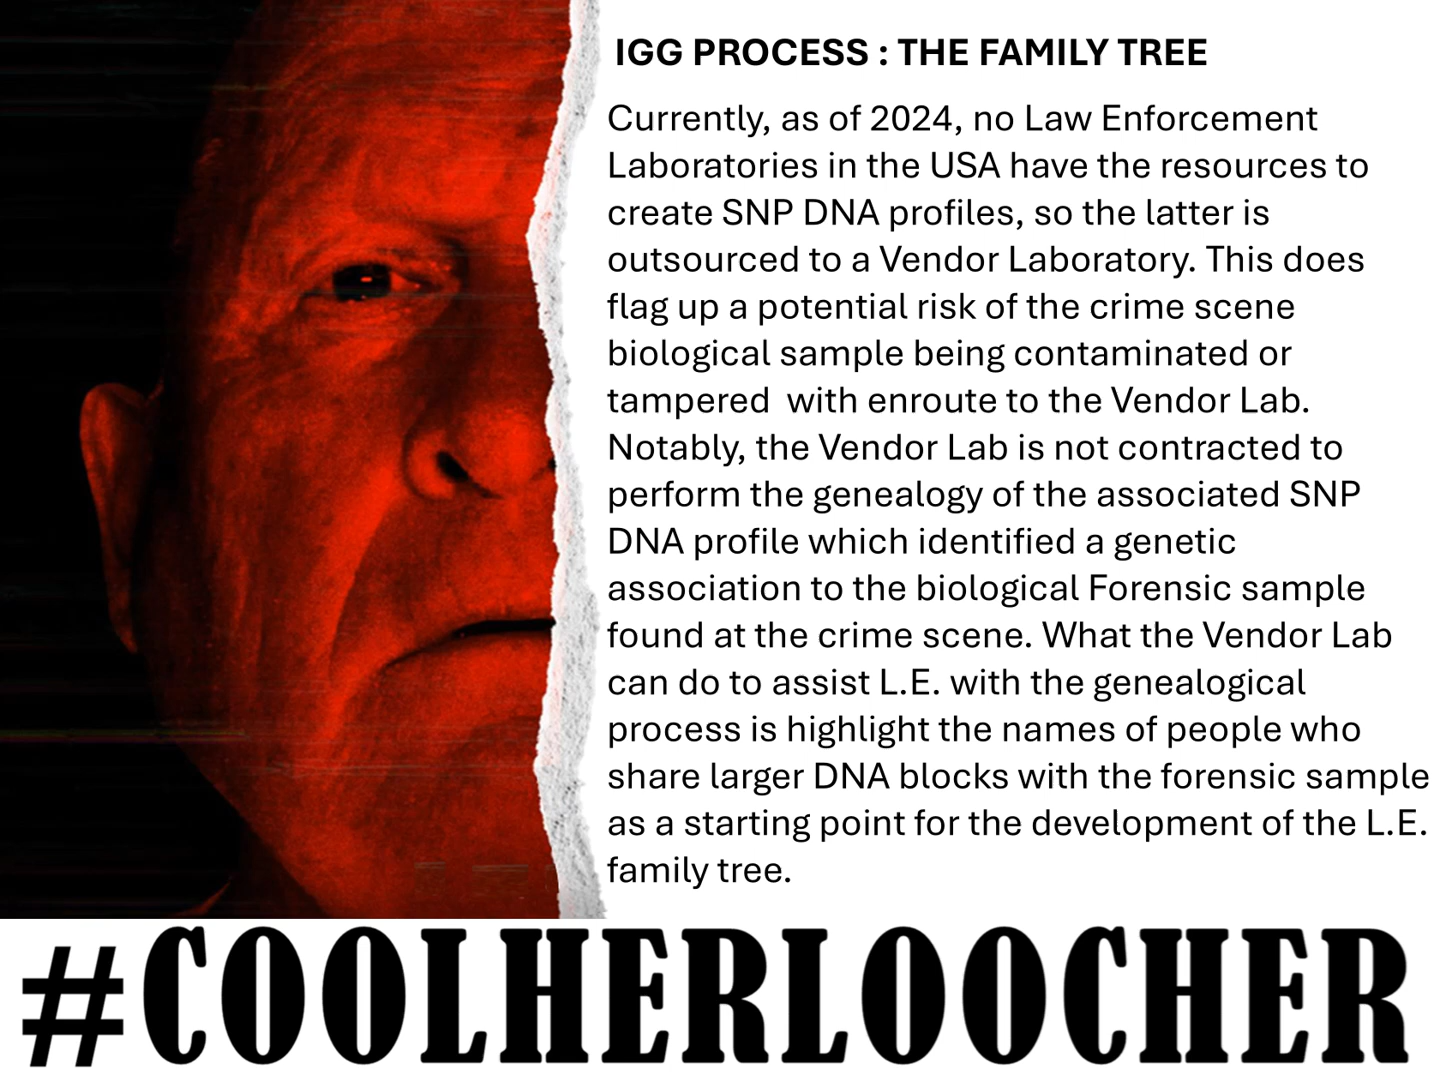 IGG PROCESS : THE FAMILY TREE
Currently, as of 2024, no Law Enforcement
Laboratories in the USA have the resources to
create SNP DNA profiles, so the latter is
outsourced to a Vendor Laboratory. This does
flag up a potential risk of the crime scene
biological sample being contaminated or
tampered  with enroute to the Vendor Lab.
Notably, the Vendor Lab is not contracted to
perform the genealogy of the associated SNP
DNA profile which identified a genetic
association to the biological Forensic sample
found at the crime scene. What the Vendor Lab
can do to assist L.E. with the genealogical
process is highlight the names of people who
share larger DNA blocks with the forensic sample
as a starting point for the development of the L.E.
family tree.
#COOLHERLOOCHER